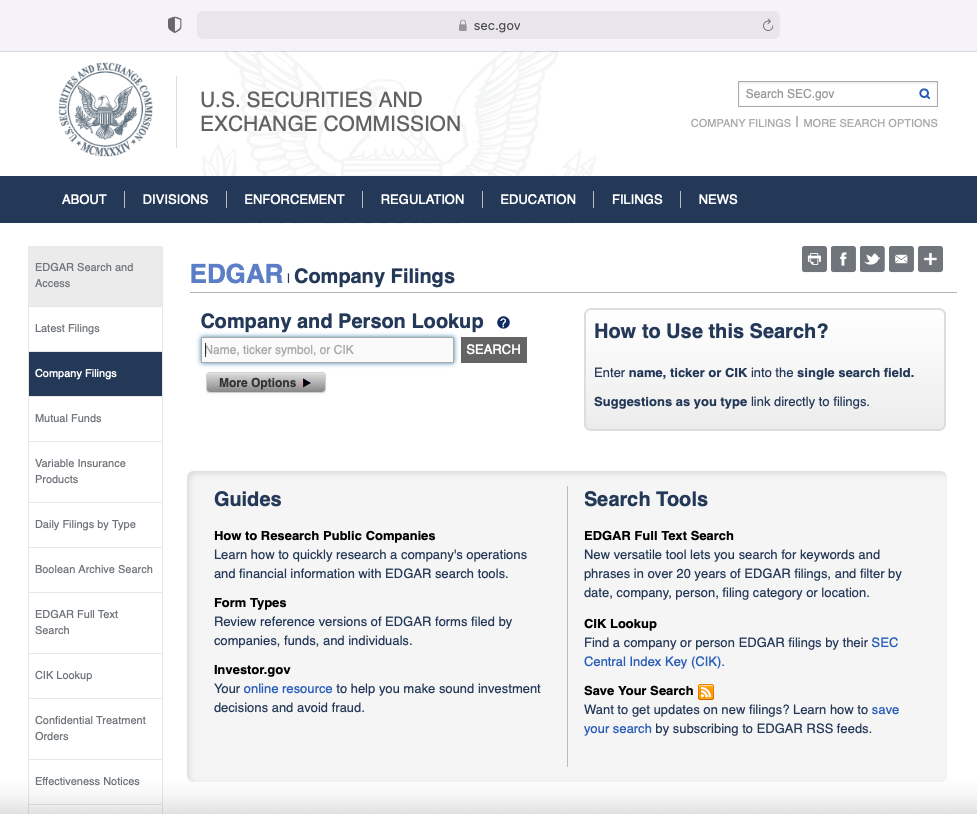 sec.gov
U.S. SECURITIES AND EXCHANGE COMMISSION
MCMXXXIV
U.S. SECURITIES AND
EXCHANGE COMMISSION
Search SEC.gov
COMPANY FILINGS | MORE SEARCH OPTIONS
ABOUT
DIVISIONS
ENFORCEMENT
REGULATION
EDUCATION
FILINGS
NEWS
EDGAR Search and
Access
Latest Filings
Company Filings
Mutual Funds
Variable Insurance
Products
Daily Filings by Type
Boolean Archive Search
EDGAR Full Text
Search
CIK Lookup
Confidential Treatment
Orders
Effectiveness Notices
EDGAR | Company Filings
Company and Person Lookup ?
Name, ticker symbol, or CIK
SEARCH
More Options ▶
How to Use this Search?
Enter name, ticker or CIK into the single search field.
Suggestions as you type link directly to filings.
Guides
How to Research Public Companies
Learn how to quickly research a company's operations
and financial information with EDGAR search tools.
Form Types
Review reference versions of EDGAR forms filed by
companies, funds, and individuals.
Investor.gov
Your online resource to help you make sound investment
decisions and avoid fraud.
Search Tools
EDGAR Full Text Search
New versatile tool lets you search for keywords and
phrases in over 20 years of EDGAR filings, and filter by
date, company, person, filing category or location.
CIK Lookup
Find a company or person EDGAR filings by their SEC
Central Index Key (CIK).
Save Your Search
Want to get updates on new filings? Learn how to save
your search by subscribing to EDGAR RSS feeds.